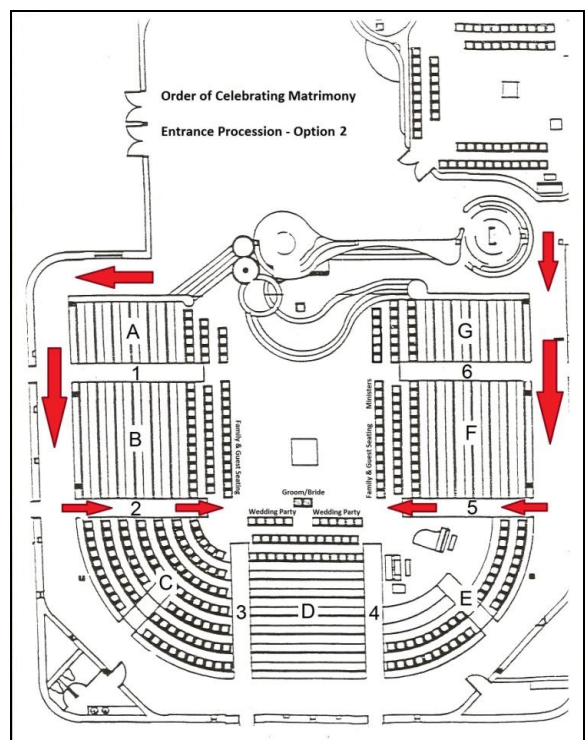 Order of Celebrating Matrimony
Entrance Procession - Option 2
A
G
1
6
B
F
Family & Guest Seating
Family & Guest Seating
Ministers
Groom/Bride
Wedding Party
Wedding Party
2
5
C
3
D
4
E